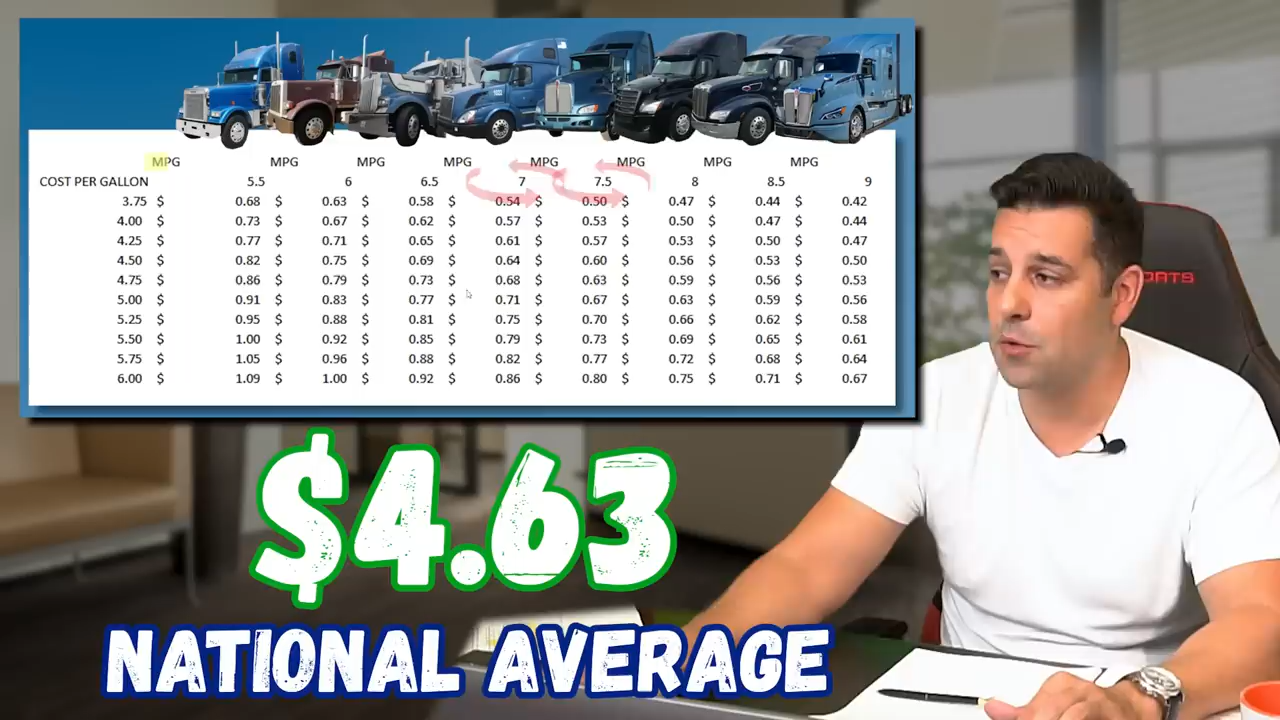 MPG MPG MPG MPG MPG MPG MPG MPG
COST PER GALLON 5.5 6 6.5 7 7.5 8 8.5 9
3.75 $ 0.68 $ 0.63 $ 0.58 $ 0.54 $ 0.50 $ 0.47 $ 0.44 $ 0.42
4.00 $ 0.73 $ 0.67 $ 0.62 $ 0.57 $ 0.53 $ 0.50 $ 0.47 $ 0.44
4.25 $ 0.77 $ 0.71 $ 0.65 $ 0.61 $ 0.57 $ 0.53 $ 0.50 $ 0.47
4.50 $ 0.82 $ 0.75 $ 0.69 $ 0.64 $ 0.60 $ 0.56 $ 0.53 $ 0.50
4.75 $ 0.86 $ 0.79 $ 0.73 $ 0.68 $ 0.63 $ 0.59 $ 0.56 $ 0.53
5.00 $ 0.91 $ 0.83 $ 0.77 $ 0.71 $ 0.67 $ 0.63 $ 0.59 $ 0.56
5.25 $ 0.95 $ 0.88 $ 0.81 $ 0.75 $ 0.70 $ 0.66 $ 0.62 $ 0.58
5.50 $ 1.00 $ 0.92 $ 0.85 $ 0.79 $ 0.73 $ 0.69 $ 0.65 $ 0.61
5.75 $ 1.05 $ 0.96 $ 0.88 $ 0.82 $ 0.77 $ 0.72 $ 0.68 $ 0.64
6.00 $ 1.09 $ 1.00 $ 0.92 $ 0.86 $ 0.80 $ 0.75 $ 0.71 $ 0.67
$4.63
NATIONAL AVERAGE